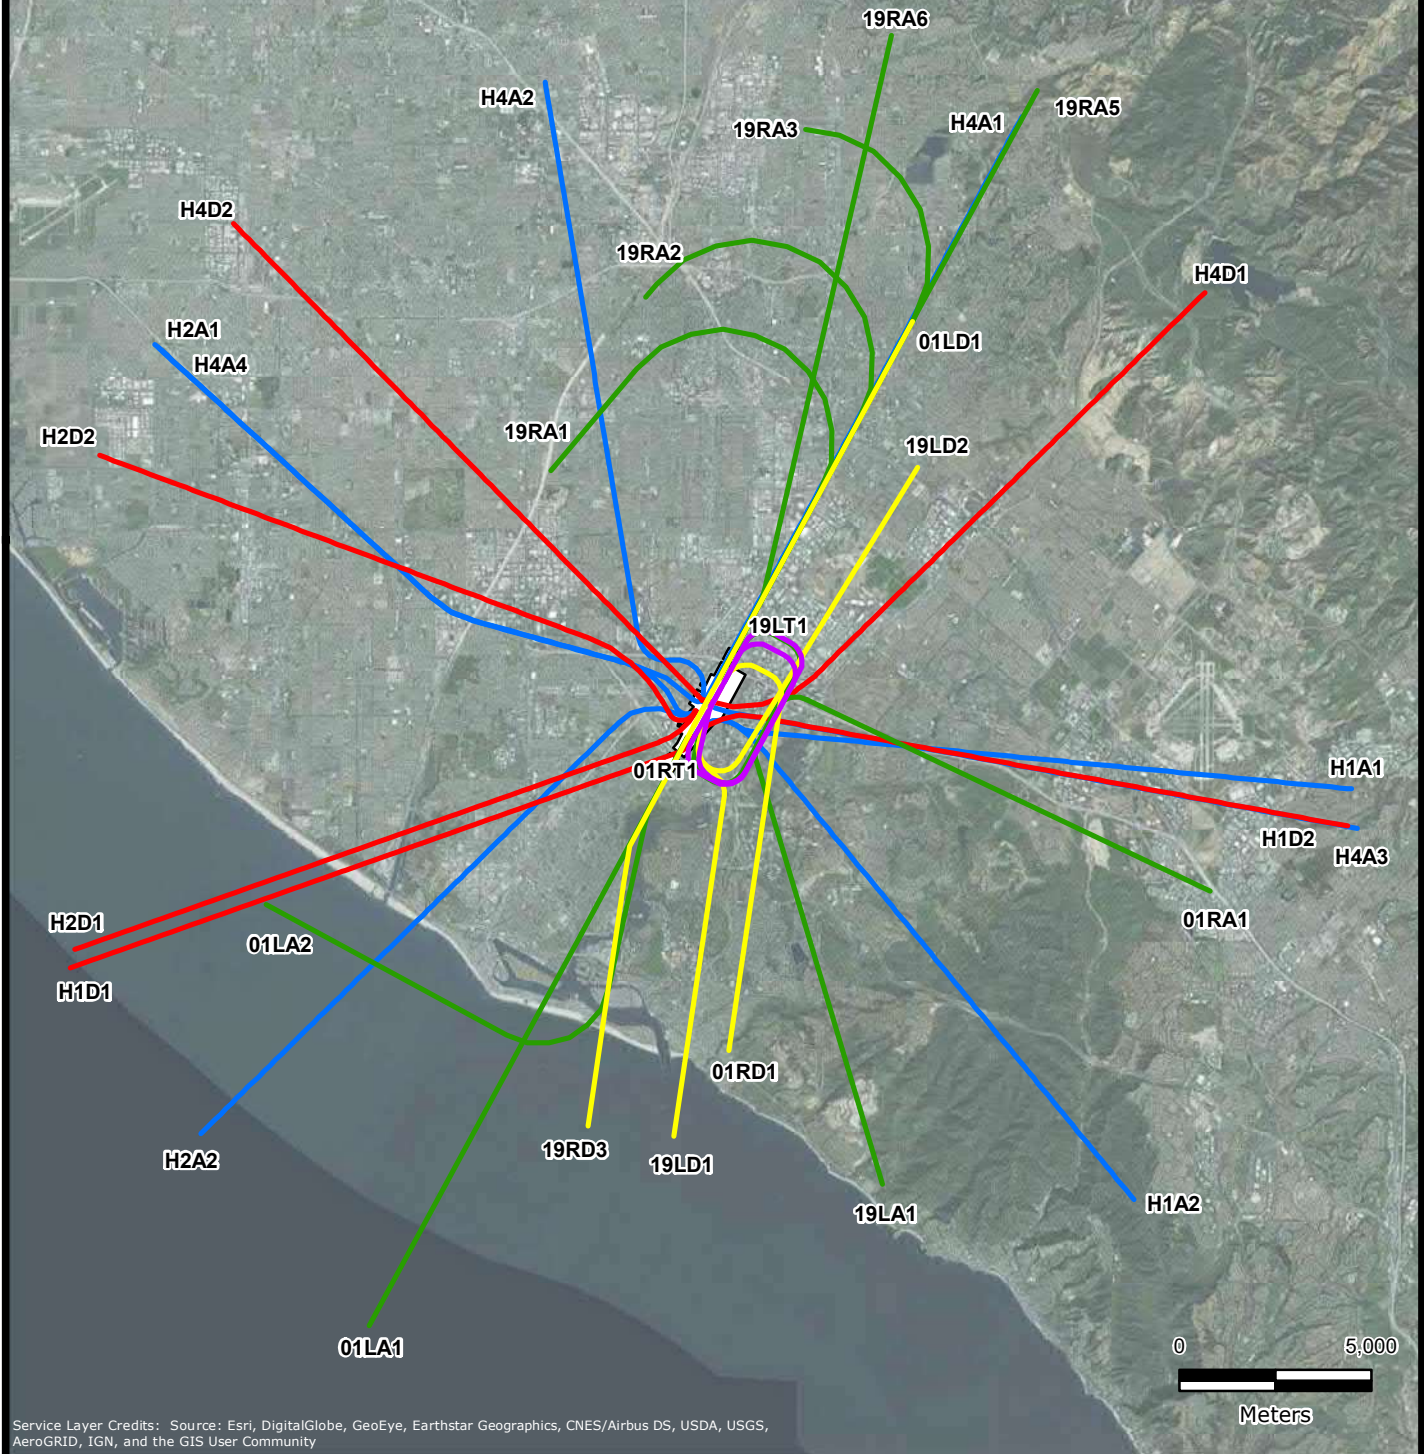 19RA6
H4A2
19RA5
H4A1
19RA3
H4D2
19RA2
H4D1
H2A1
01LD1
H4A4
19RA1
H2D2
19LD2
19LT1
01RT1
H1A1
H1D2
H4A3
01RA1
H2D1
01LA2
H1D1
01RD1
19RD3
H2A2
19LD1
H1A2
19LA1
01LA1
0 5,000
Meters
Service Layer Credits: Source: Esri, DigitalGlobe, GeoEye, Earthstar Geographics, CNES/Airbus DS, USDA, USGS,
AeroGRID, IGN, and the GIS User Community